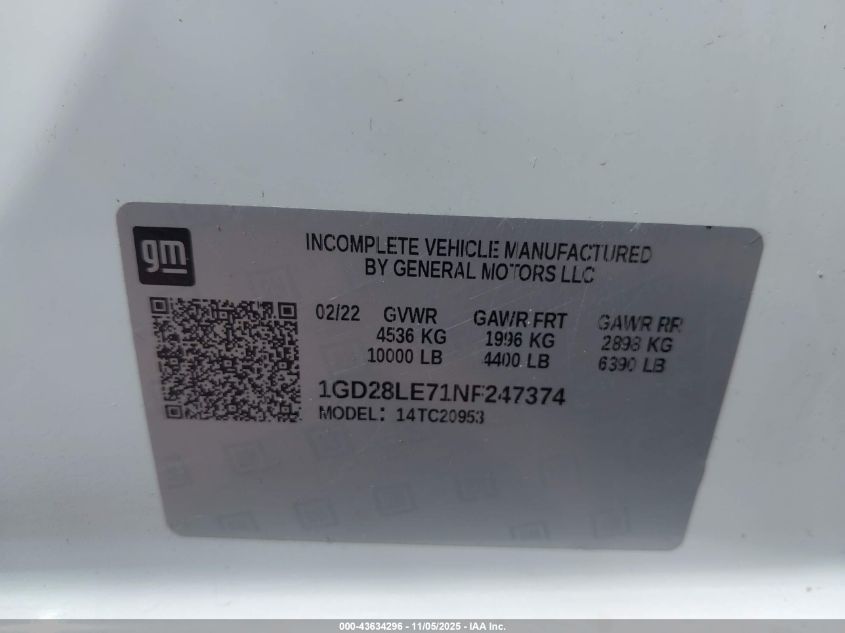 gm
INCOMPLETE VEHICLE MANUFACTURED
BY GENERAL MOTORS LLC
02/22 GVWR GAWR FRT GAWR RR
4536 KG 1996 KG 2898 KG
10000 LB 4400 LB 6390 LB
1GD28LE71NF247374
MODEL: 14TC20953
000-43634296 - 11/05/2025 - IAA Inc.